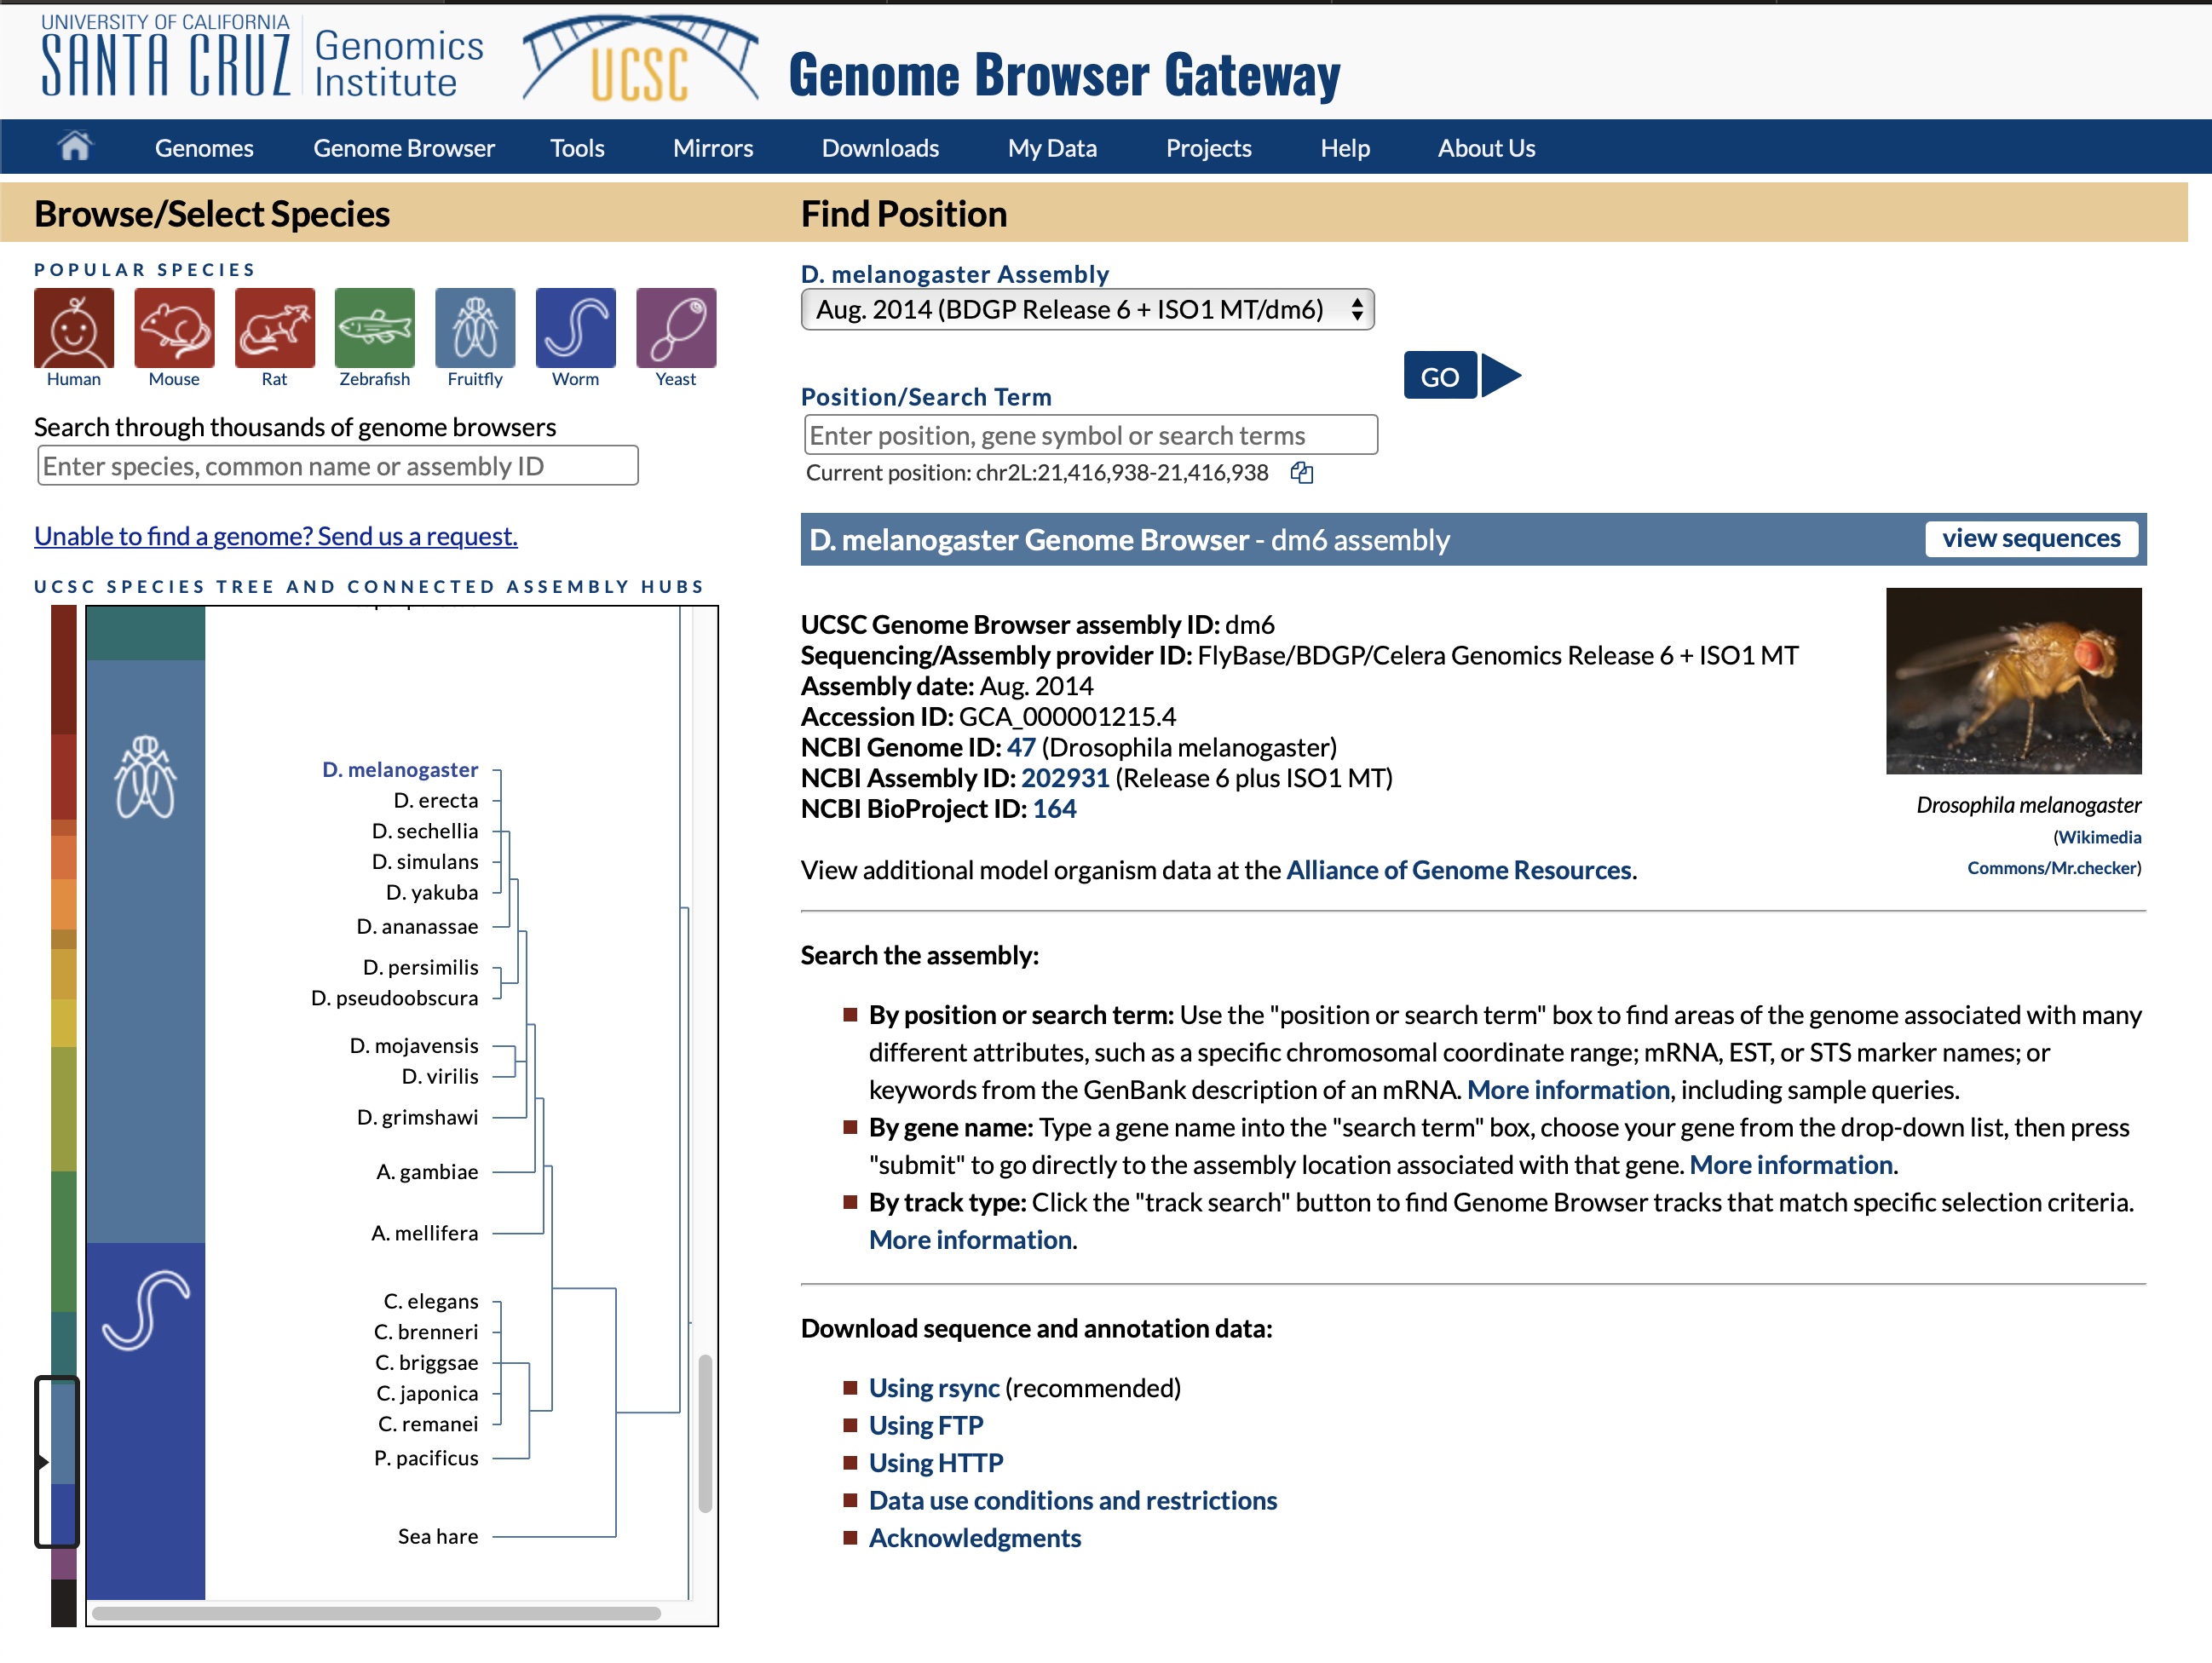 UNIVERSITY OF CALIFORNIA
SANTA CRUZ
Genomics
Institute
UCSC
Genome Browser Gateway
Genomes
Genome Browser
Tools
Mirrors
Downloads
My Data
Projects
Help
About Us
Browse/Select Species
POPULAR SPECIES
Human
Mouse
Rat
Zebrafish
Fruitfly
Worm
Yeast
Search through thousands of genome browsers
Enter species, common name or assembly ID
Unable to find a genome? Send us a request.
UCSC SPECIES TREE AND CONNECTED ASSEMBLY HUBS
D. melanogaster
D. erecta
D. sechellia
D. simulans
D. yakuba
D. ananassae
D. persimilis
D. pseudoobscura
D. mojavensis
D. virilis
D. grimshawi
A. gambiae
A. mellifera
C. elegans
C. brenneri
C. briggsae
C. japonica
C. remanei
P. pacificus
Sea hare
Find Position
D. melanogaster Assembly
Aug. 2014 (BDGP Release 6 + ISO1 MT/dm6)
GO
Position/Search Term
Enter position, gene symbol or search terms
Current position: chr2L:21,416,938-21,416,938
D. melanogaster Genome Browser - dm6 assembly
view sequences
UCSC Genome Browser assembly ID: dm6
Sequencing/Assembly provider ID: FlyBase/BDGP/Celera Genomics Release 6 + ISO1 MT
Assembly date: Aug. 2014
Accession ID: GCA_000001215.4
NCBI Genome ID: 47 (Drosophila melanogaster)
NCBI Assembly ID: 202931 (Release 6 plus ISO1 MT)
NCBI BioProject ID: 164
Drosophila melanogaster
(Wikimedia
Commons/Mr.checker)
View additional model organism data at the Alliance of Genome Resources.
Search the assembly:
By position or search term: Use the "position or search term" box to find areas of the genome associated with many
different attributes, such as a specific chromosomal coordinate range; mRNA, EST, or STS marker names; or
keywords from the GenBank description of an mRNA. More information, including sample queries.
By gene name: Type a gene name into the "search term" box, choose your gene from the drop-down list, then press
"submit" to go directly to the assembly location associated with that gene. More information.
By track type: Click the "track search" button to find Genome Browser tracks that match specific selection criteria.
More information.
Download sequence and annotation data:
Using rsync (recommended)
Using FTP
Using HTTP
Data use conditions and restrictions
Acknowledgments